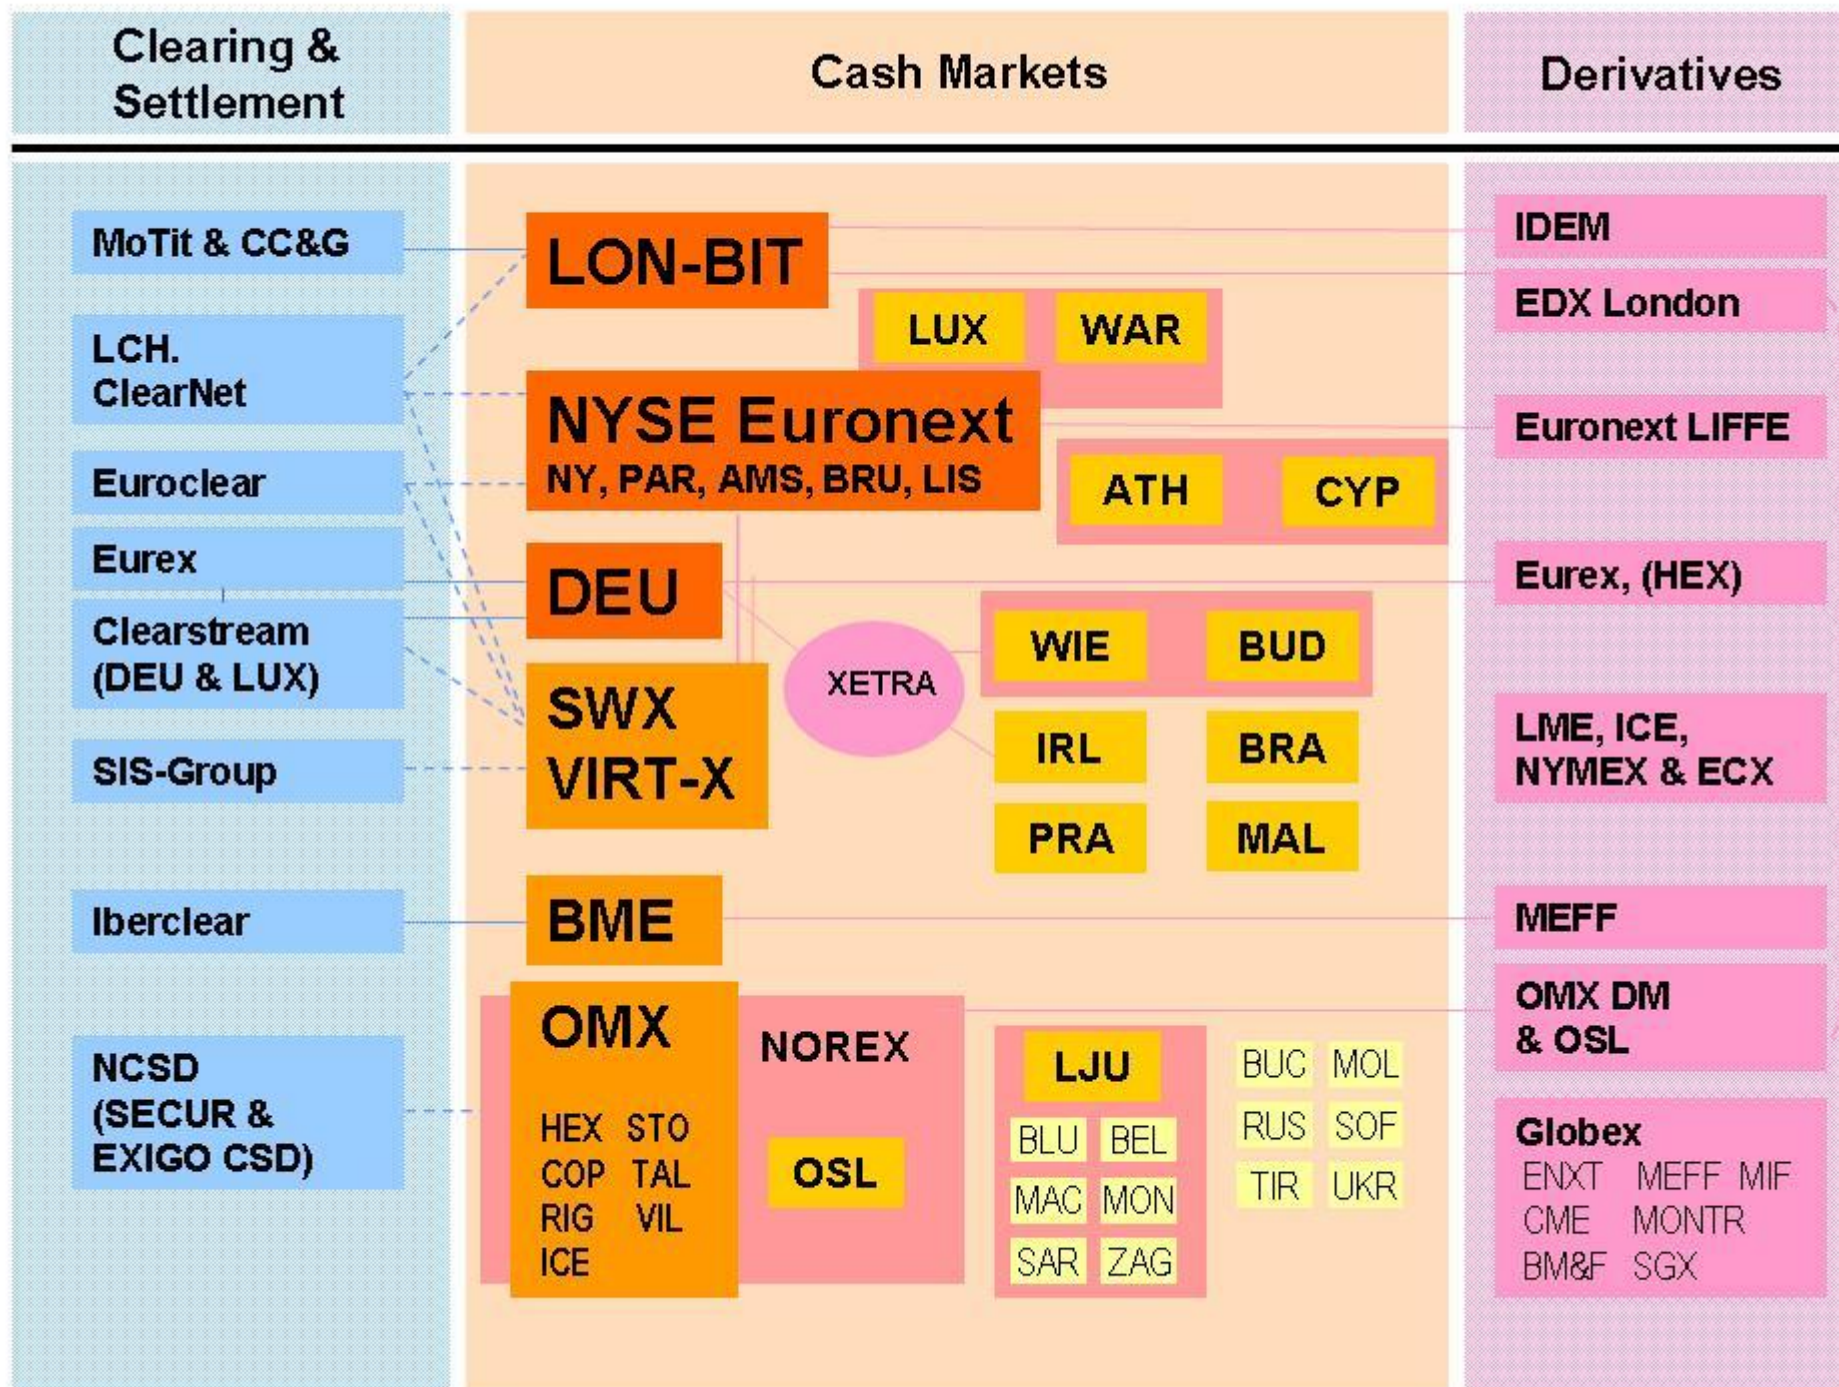 Clearing &
Settlement
Cash Markets
Derivatives
MoTit & CC&G
LCH.
ClearNet
Euroclear
Eurex
Clearstream
(DEU & LUX)
SIS-Group
Iberclear
NCSD
(SECUR &
EXIGO CSD)
LON-BIT
LUX WAR
NYSE Euronext
NY, PAR, AMS, BRU, LIS
ATH CYP
DEU
XETRA
WIE BUD
SWX
VIRT-X
IRL BRA
PRA MAL
BME
OMX
NOREX
HEX STO
COP TAL
RIG VIL
ICE
OSL
LJU
BLU BEL
MAC MON
SAR ZAG
BUC MOL
RUS SOF
TIR UKR
IDEM
EDX London
Euronext LIFFE
Eurex, (HEX)
LME, ICE,
NYMEX & ECX
MEFF
OMX DM
& OSL
Globex
ENXT MEFF MIF
CME MONTR
BM&F SGX